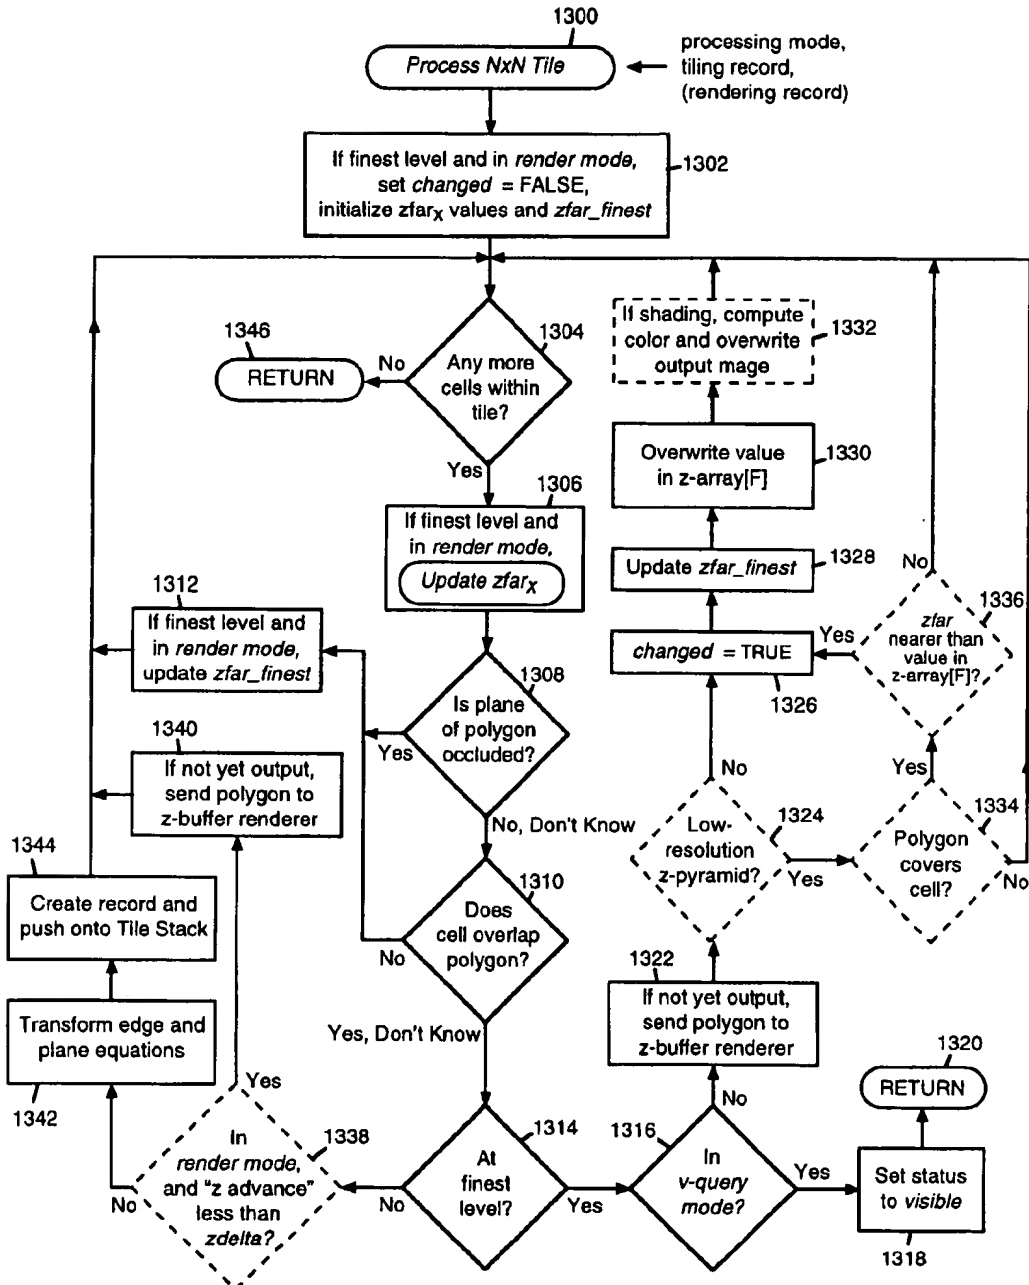 1300
Process NxN Tile
processing mode,
tiling record,
(rendering record)
If finest level and in render mode,
set changed = FALSE,
initialize zfarx values and zfar_finest
1302
1304
Any more
cells within
tile?
1346
RETURN
No
Yes
1306
If finest level and
in render mode,
Update zfarx
1308
Is plane
of polygon
occluded?
Yes
No, Don't Know
1312
If finest level and
in render mode,
update zfar_finest
1310
Does
cell overlap
polygon?
No
Yes, Don't Know
1340
If not yet output,
send polygon to
z-buffer renderer
1344
Create record and
push onto Tile Stack
Transform edge and
plane equations
1342
Yes
1338
In
render mode,
and "z advance"
less than
zdelta?
No
1314
At
finest
level?
No
Yes
1316
In
v-query
mode?
No
Yes
1320
RETURN
Set status
to visible
1318
1322
If not yet output,
send polygon to
z-buffer renderer
1324
Low-
resolution
z-pyramid?
No
Yes
1334
Polygon
covers
cell?
Yes
No
1336
zfar
nearer than
value in
z-array[F]?
No
Yes
changed = TRUE
1326
Update zfar_finest
1328
Overwrite value
in z-array[F]
1330
If shading, compute
color and overwrite
output mage
1332